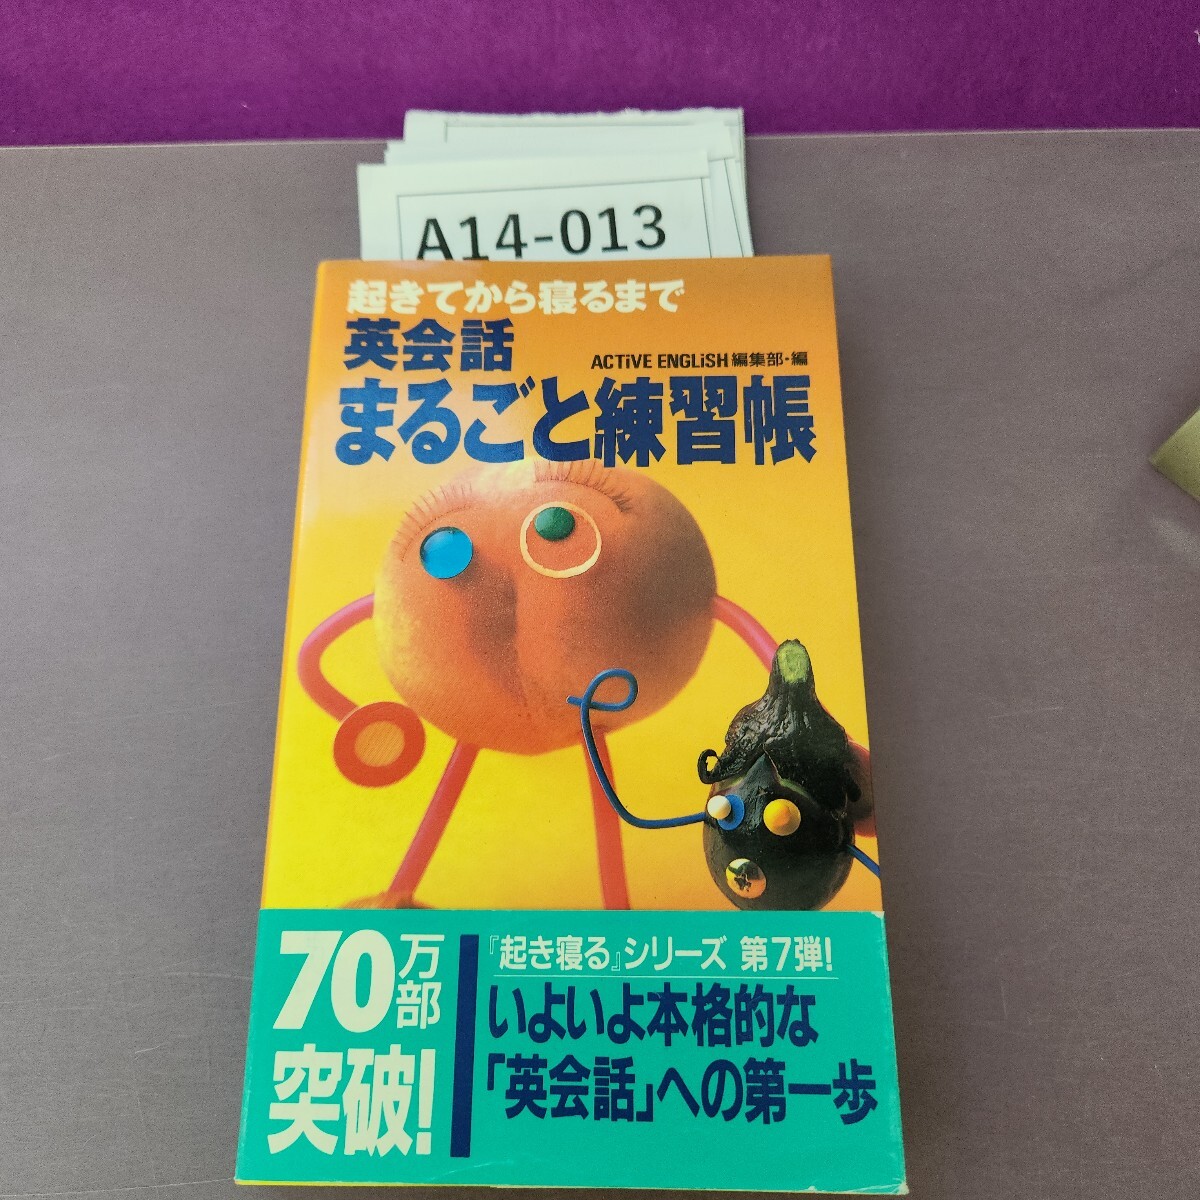 A14-013
起きてから寝るまで
英会話
ACTiVE ENGLiSH 編集部・編
まるごと練習帳
70万部
突破!
『起き寝る』シリーズ 第7弾!
いよいよ本格的な
「英会話」への第一歩